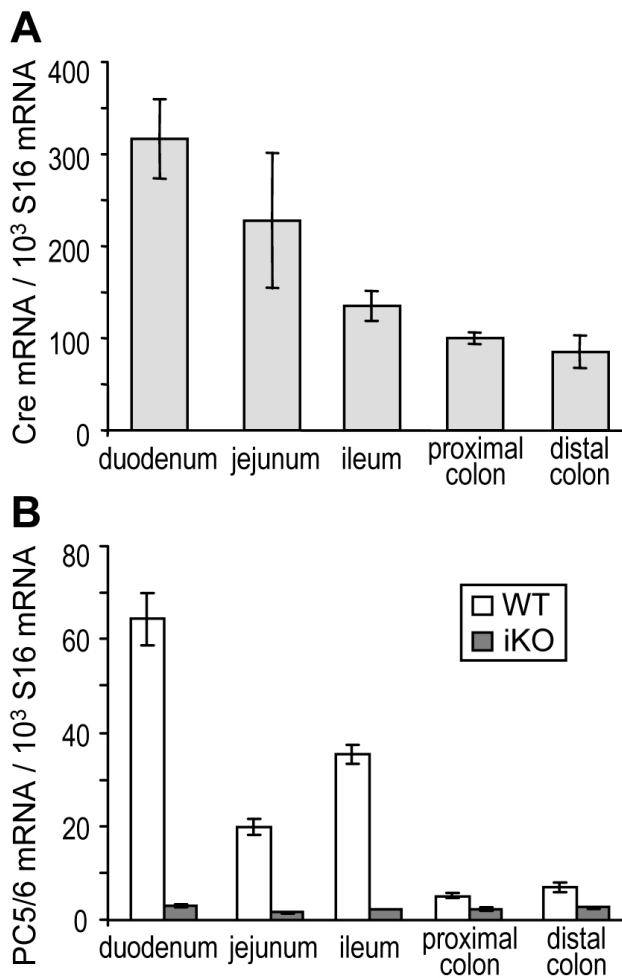 A
Cre mRNA / 10³ S16 mRNA
400
300
200
100
0
duodenum jejunum ileum proximal colon distal colon
B
PC5/6 mRNA / 10³ S16 mRNA
80
60
40
20
0
WT
iKO
duodenum jejunum ileum proximal colon distal colon